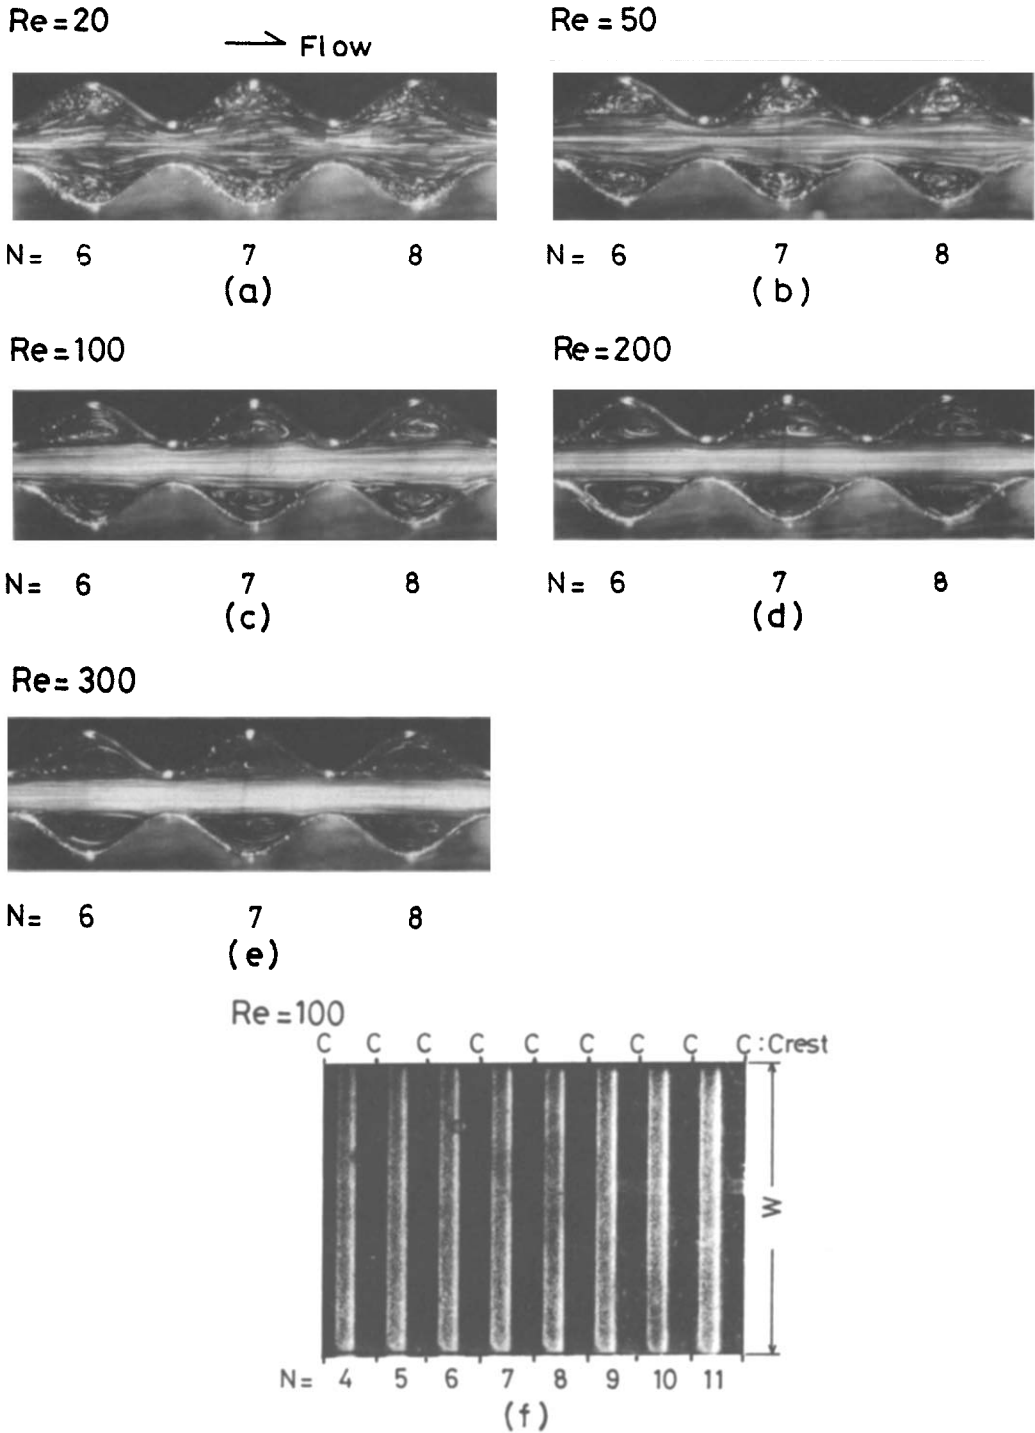 Re=20
Flow
N= 6 7 8
(a)
Re=50
N= 6 7 8
(b)
Re=100
N= 6 7 8
(c)
Re=200
N= 6 7 8
(d)
Re=300
N= 6 7 8
(e)
Re=100
C C C C C C C C C:Crest
W
N= 4 5 6 7 8 9 10 11
(f)